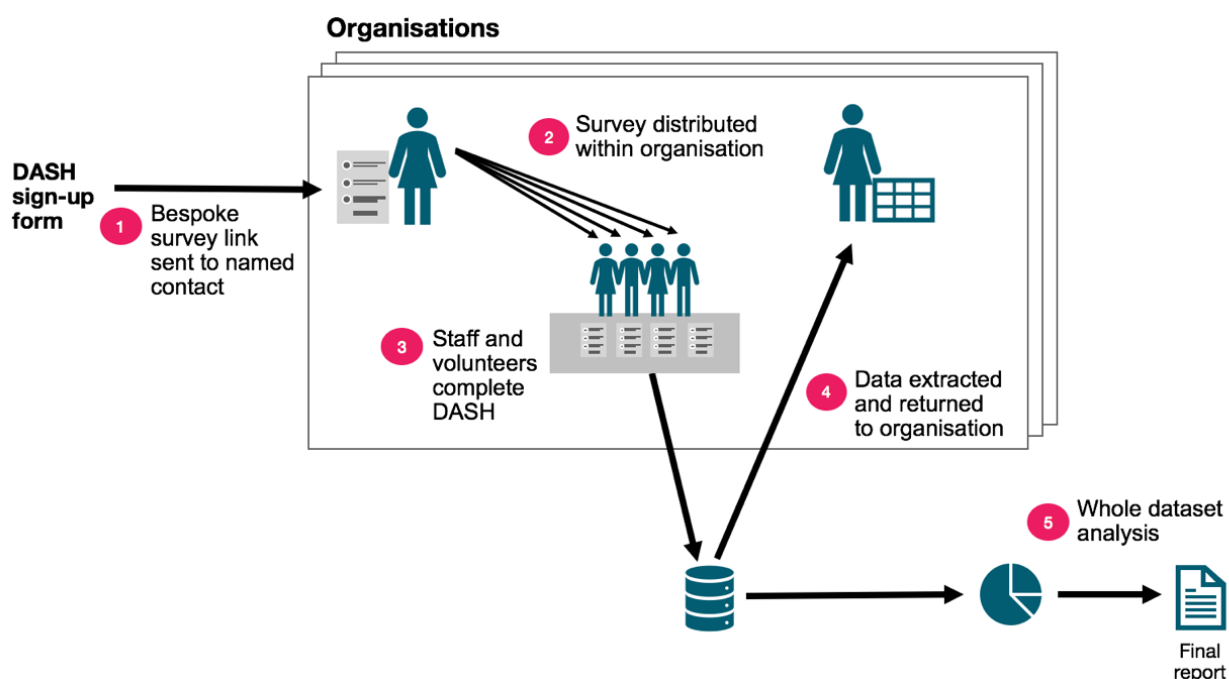 Organisations
DASH
sign-up
form
1
Bespoke
survey link
sent to named
contact
2
Survey distributed
within organisation
3
Staff and
volunteers
complete
DASH
4
Data extracted
and returned
to organisation
5
Whole dataset
analysis
Final
report